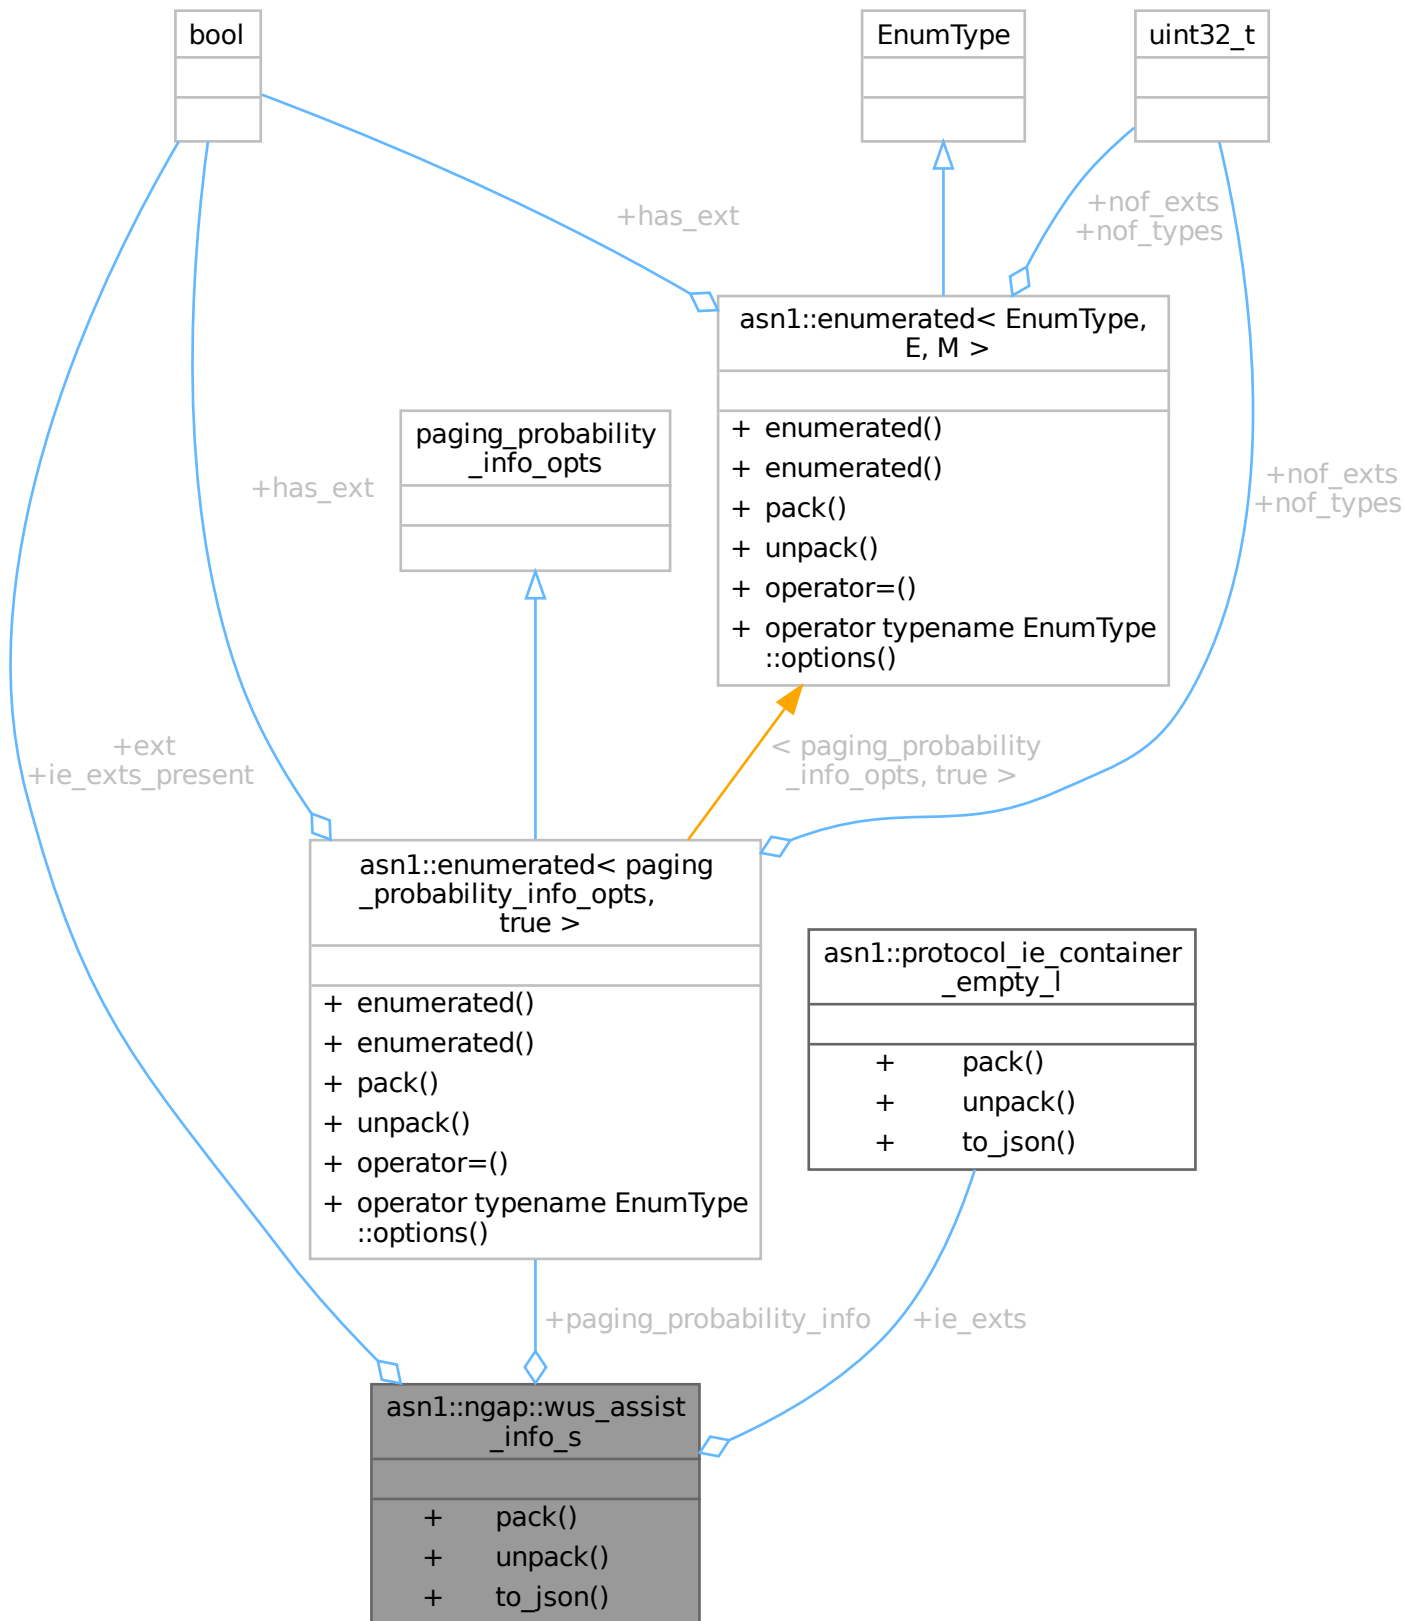 bool
EnumType
uint32_t
+has_ext
+nof_exts
+nof_types
asn1::enumerated< EnumType,
E, M >
+ enumerated()
+ enumerated()
+ pack()
+ unpack()
+ operator=()
+ operator typename EnumType
::options()
paging_probability
_info_opts
+has_ext
+nof_exts
+nof_types
+ext
+ie_exts_present
< paging_probability
_info_opts, true >
asn1::enumerated< paging
_probability_info_opts,
true >
+ enumerated()
+ enumerated()
+ pack()
+ unpack()
+ operator=()
+ operator typename EnumType
::options()
asn1::protocol_ie_container
_empty_l
+ pack()
+ unpack()
+ to_json()
+paging_probability_info
+ie_exts
asn1::ngap::wus_assist
_info_s
+ pack()
+ unpack()
+ to_json()